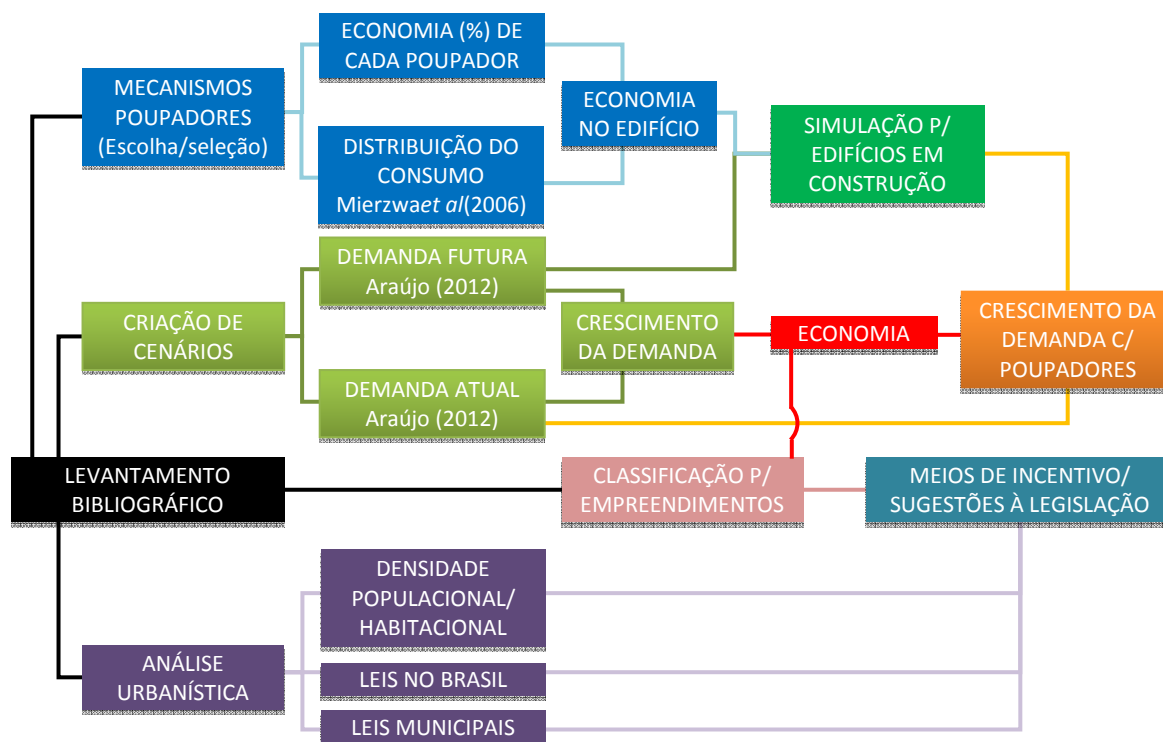 ECONOMIA (%) DE
CADA POUPADOR
MECANISMOS
POUPADORES
(Escolha/seleção)
ECONOMIA
NO EDIFÍCIO
DISTRIBUIÇÃO DO
CONSUMO
Mierzwaet al(2006)
SIMULAÇÃO P/
EDIFÍCIOS EM
CONSTRUÇÃO
DEMANDA FUTURA
Araújo (2012)
CRIAÇÃO DE
CENÁRIOS
CRESCIMENTO
DA DEMANDA
ECONOMIA
CRESCIMENTO DA
DEMANDA C/
POUPADORES
DEMANDA ATUAL
Araújo (2012)
LEVANTAMENTO
BIBLIOGRÁFICO
CLASSIFICAÇÃO P/
EMPREENDIMENTOS
MEIOS DE INCENTIVO/
SUGESTÕES À LEGISLAÇÃO
DENSIDADE
POPULACIONAL/
HABITACIONAL
ANÁLISE
URBANÍSTICA
LEIS NO BRASIL
LEIS MUNICIPAIS